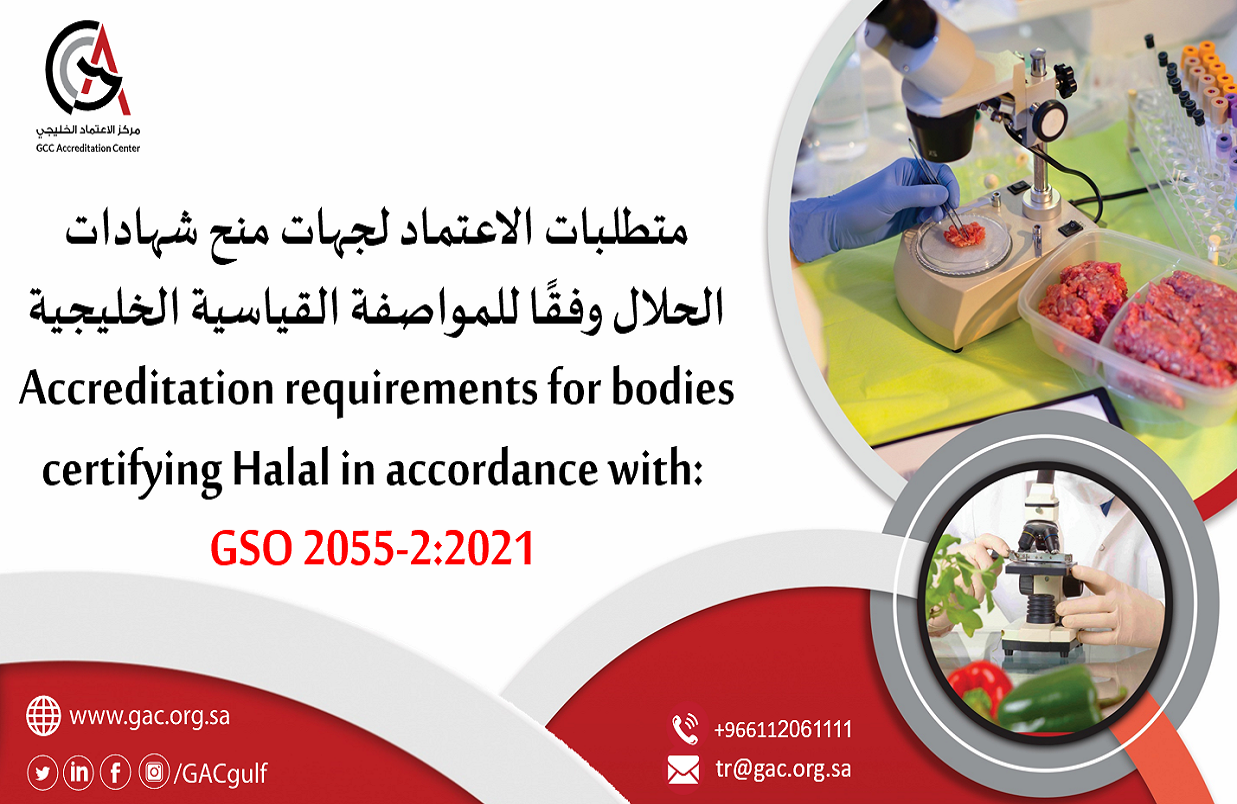 مركز الاعتماد الخليجي
GCC Accreditation Center
متطلبات الاعتماد لجهات منح شهادات
الحلال وفقًا للمواصفة القياسية الخليجية
Accreditation requirements for bodies
certifying Halal in accordance with:
GSO 2055-2:2021
www.gac.org.sa
/GACgulf
+966112061111
tr@gac.org.sa